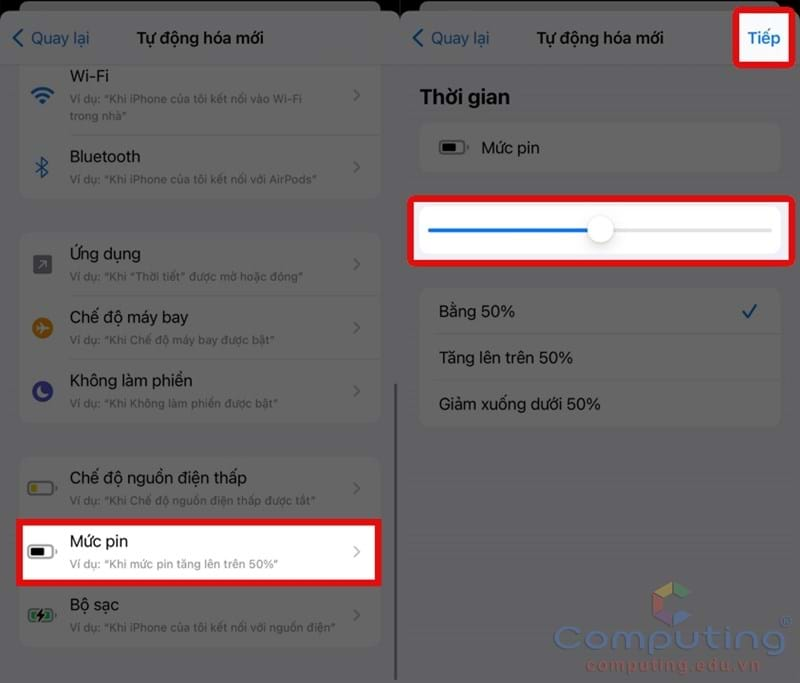 Quay lại
Tự động hóa mới
Wi-Fi
Ví dụ: “Khi iPhone của tôi kết nối vào Wi-Fi
trong nhà”
Bluetooth
Ví dụ: “Khi iPhone của tôi kết nối với AirPods”
Ứng dụng
Ví dụ: “Khi “Thời tiết” được mở hoặc đóng”
Chế độ máy bay
Ví dụ: “Khi Chế độ máy bay được bật”
Không làm phiền
Ví dụ: “Khi Không làm phiền được bật”
Chế độ nguồn điện thấp
Ví dụ: “Khi Chế độ nguồn điện thấp được tắt”
Mức pin
Ví dụ: “Khi mức pin tăng lên trên 50%”
Bộ sạc
Ví dụ: “Khi iPhone của tôi kết nối với nguồn điện”
Quay lại
Tự động hóa mới
Tiếp
Thời gian
Mức pin
Bằng 50%
Tăng lên trên 50%
Giảm xuống dưới 50%
Computing®
computing.edu.vn